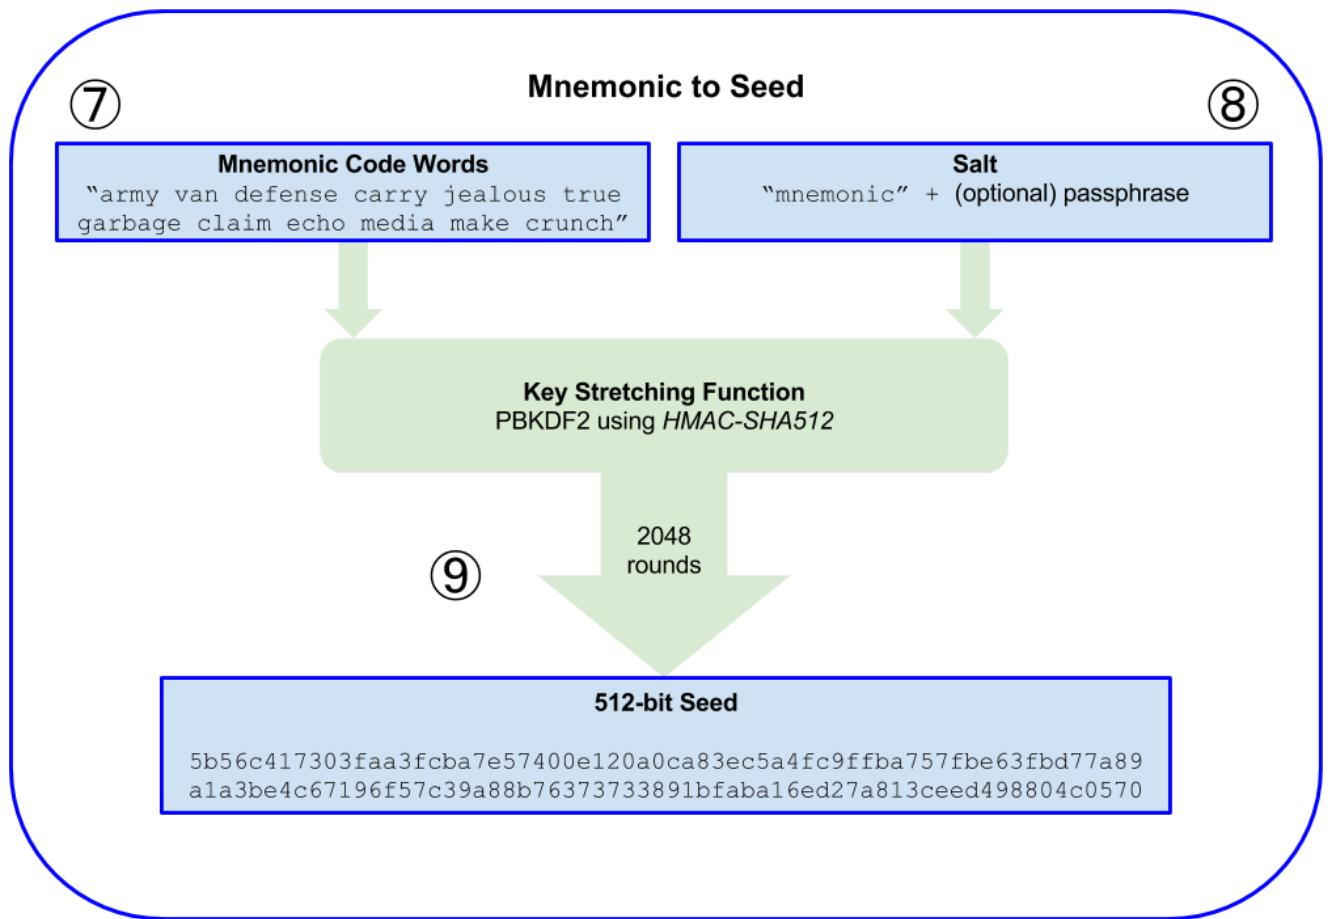 Mnemonic to Seed
⑦
⑧
Mnemonic Code Words
“army van defense carry jealous true
garbage claim echo media make crunch”
Salt
“mnemonic” + (optional) passphrase
Key Stretching Function
PBKDF2 using HMAC-SHA512
2048
rounds
⑨
512-bit Seed
5b56c417303faa3fcba7e57400e120a0ca83ec5a4fc9ffba757fbe63fbd77a89
a1a3be4c67196f57c39a88b76373733891bfaba16ed27a813ceed498804c0570